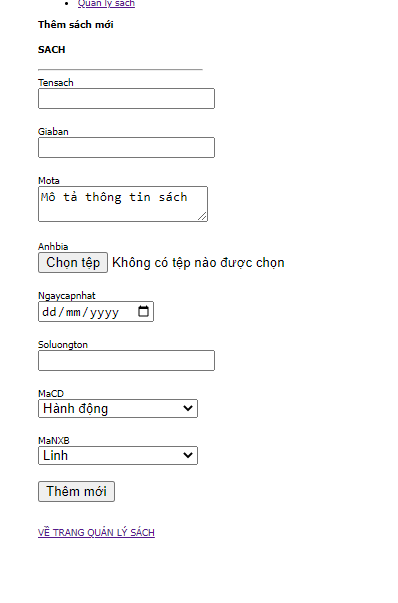 Quản lý sách
Thêm sách mới
SACH
Tensach
Giaban
Mota
Mô tả thông tin sách
Anhbia
Chọn tệp Không có tệp nào được chọn
Ngaycapnhat
dd/mm/yyyy
Soluongton
MaCD
Hành động
MaNXB
Linh
Thêm mới
VỀ TRANG QUẢN LÝ SÁCH